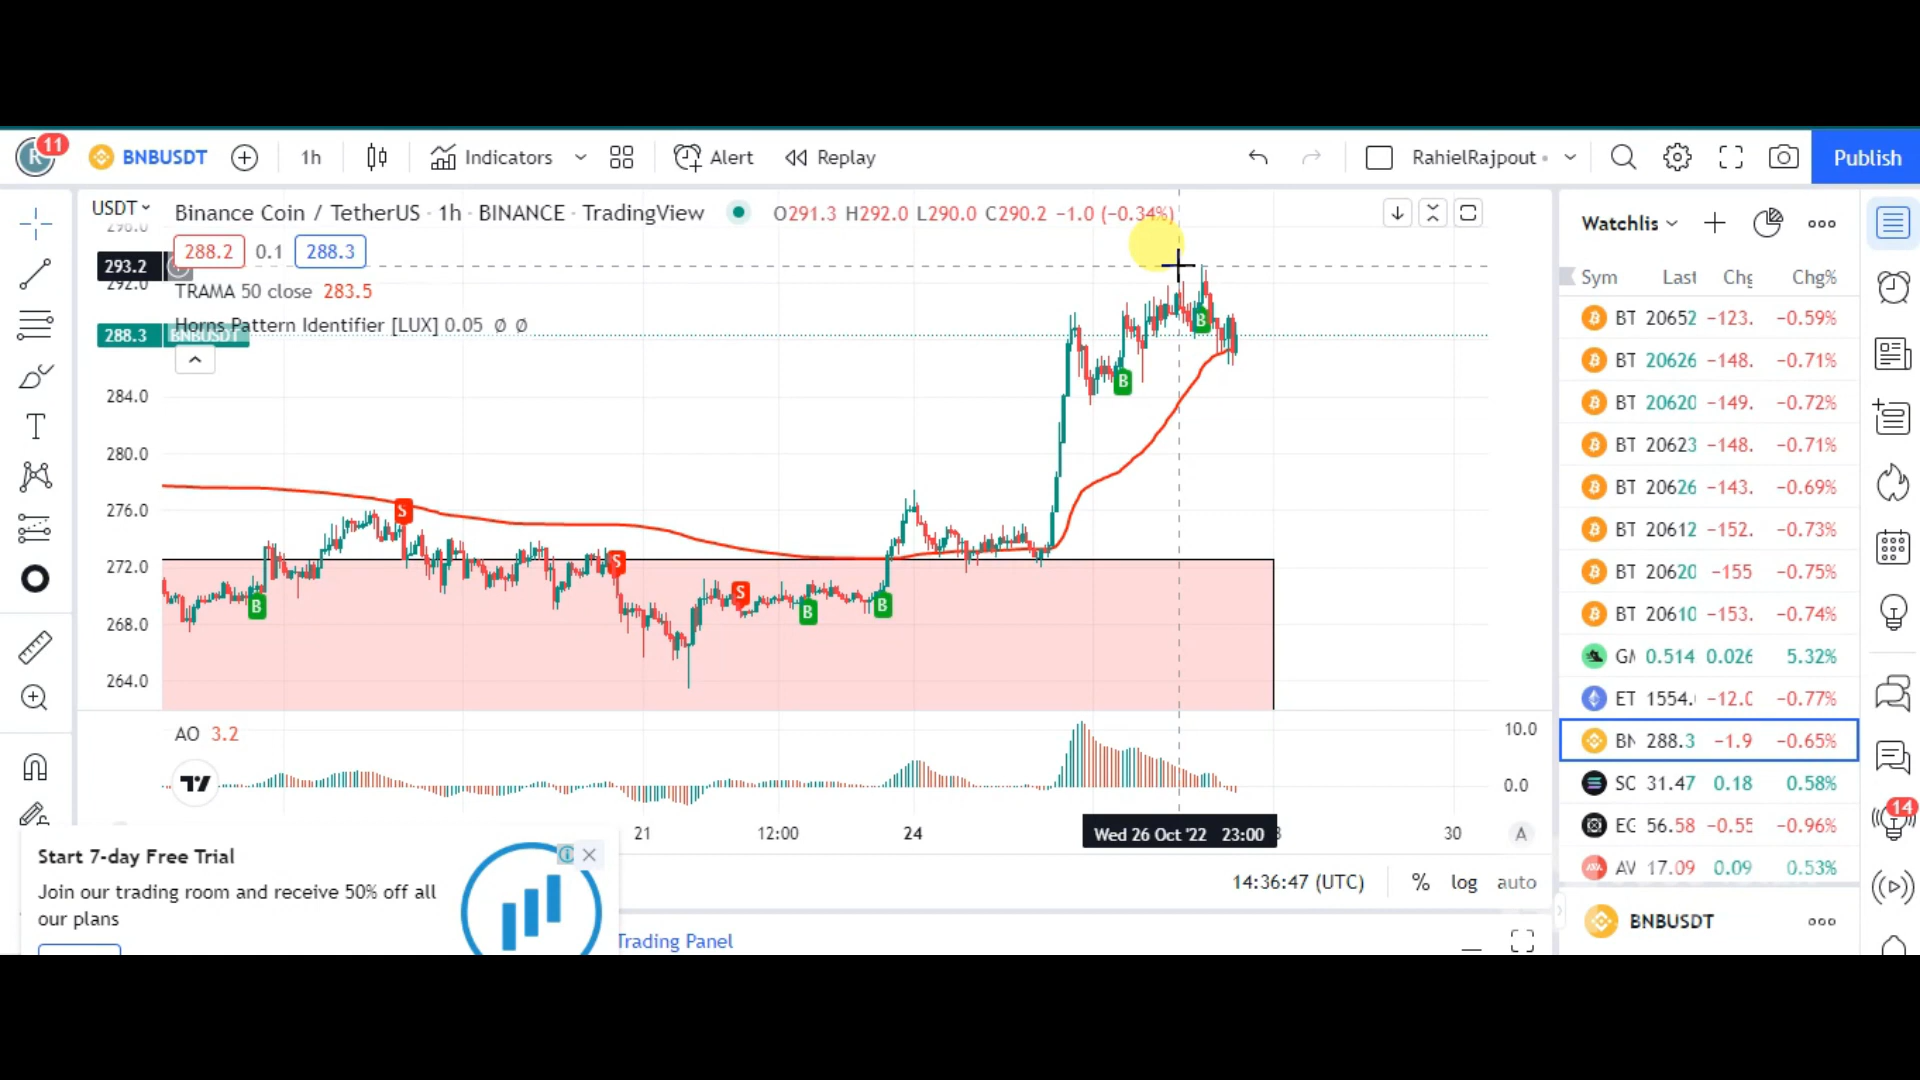 R 11 BNBUSDT 1h Indicators Alert Replay RahielRajpout Publish
USDT Binance Coin / TetherUS · 1h · BINANCE · TradingView O291.3 H292.0 L290.0 C290.2 −1.0 (−0.34%)
288.2 0.1 288.3
293.2
292.0
TRAMA 50 close 283.5
Horns Pattern Identifier [LUX] 0.05 Ø Ø
288.3 BNBUSDT
284.0
280.0
276.0
272.0
268.0
264.0
B
S
S
S
B
B
B
B
AO 3.2
10.0
0.0
21 12:00 24 Wed 26 Oct '22 23:00 30 A
14:36:47 (UTC) % log auto
Start 7-day Free Trial
Join our trading room and receive 50% off all
our plans
Trading Panel
Watchlis
Sym Last Chg Chg%
BT 20652 −123. −0.59%
BT 20626 −148. −0.71%
BT 20620 −149. −0.72%
BT 20623 −148. −0.71%
BT 20626 −143. −0.69%
BT 20612 −152. −0.73%
BT 20620 −155 −0.75%
BT 20610 −153. −0.74%
0.514 0.026 5.32%
ET 1554. −12.0 −0.77%
BN 288.3 −1.9 −0.65%
SC 31.47 0.18 0.58%
EG 56.58 −0.55 −0.96%
AV 17.09 0.09 0.53%
14
BNBUSDT